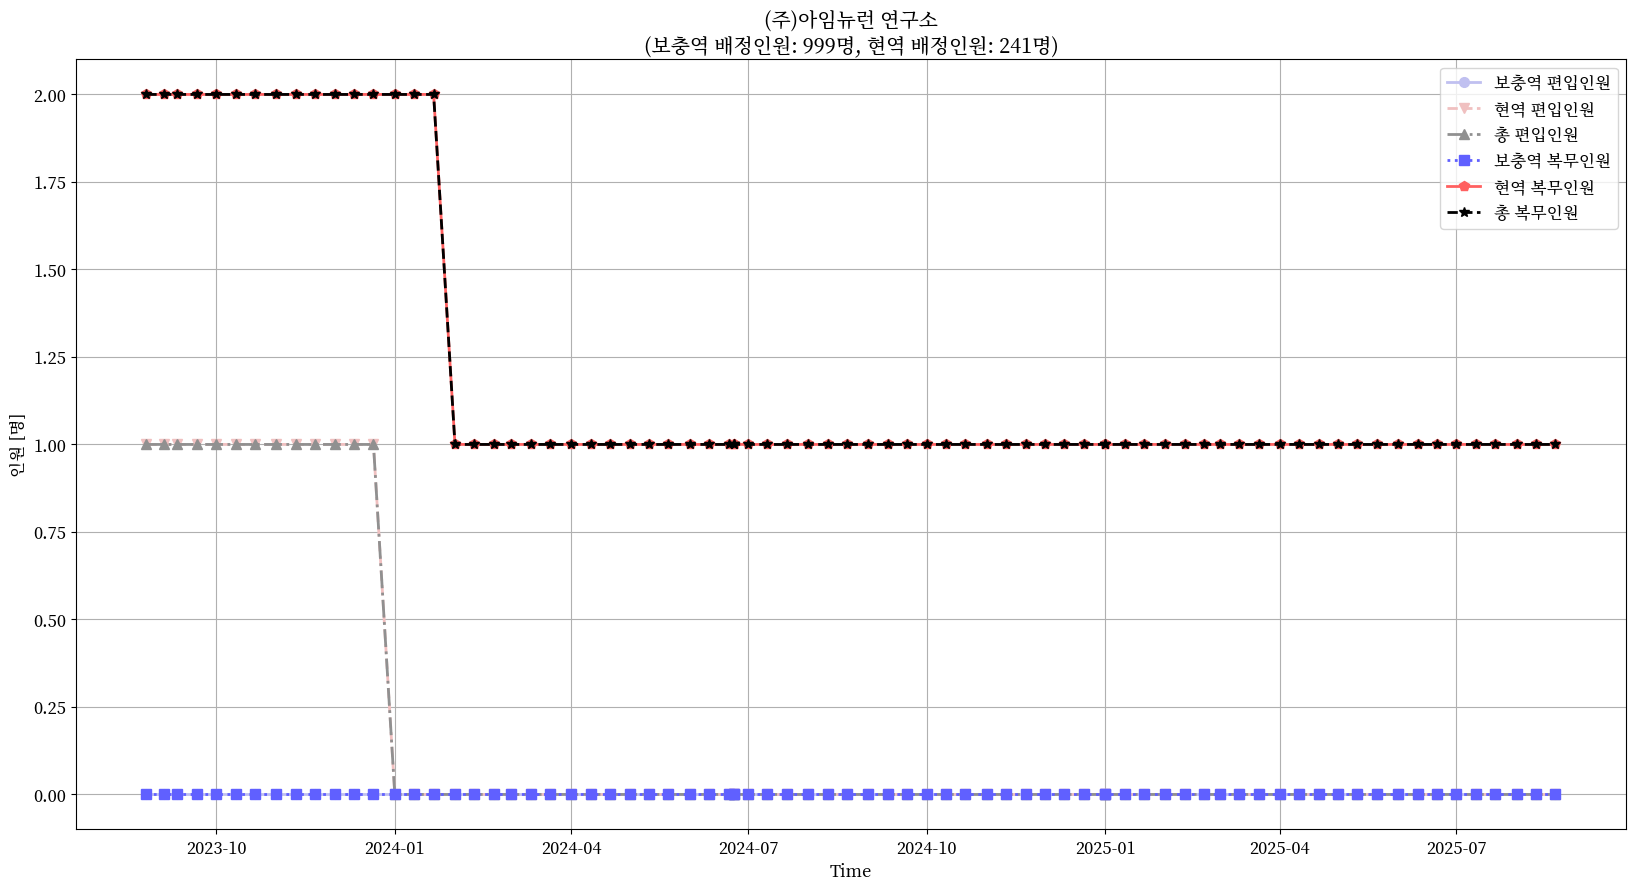 (주)아임뉴런 연구소
(보충역 배정인원: 999명, 현역 배정인원: 241명)
보충역 편입인원
현역 편입인원
총 편입인원
보충역 복무인원
현역 복무인원
총 복무인원
인원 [명]
2.00
1.75
1.50
1.25
1.00
0.75
0.50
0.25
0.00
2023-10 2024-01 2024-04 2024-07 2024-10 2025-01 2025-04 2025-07
Time